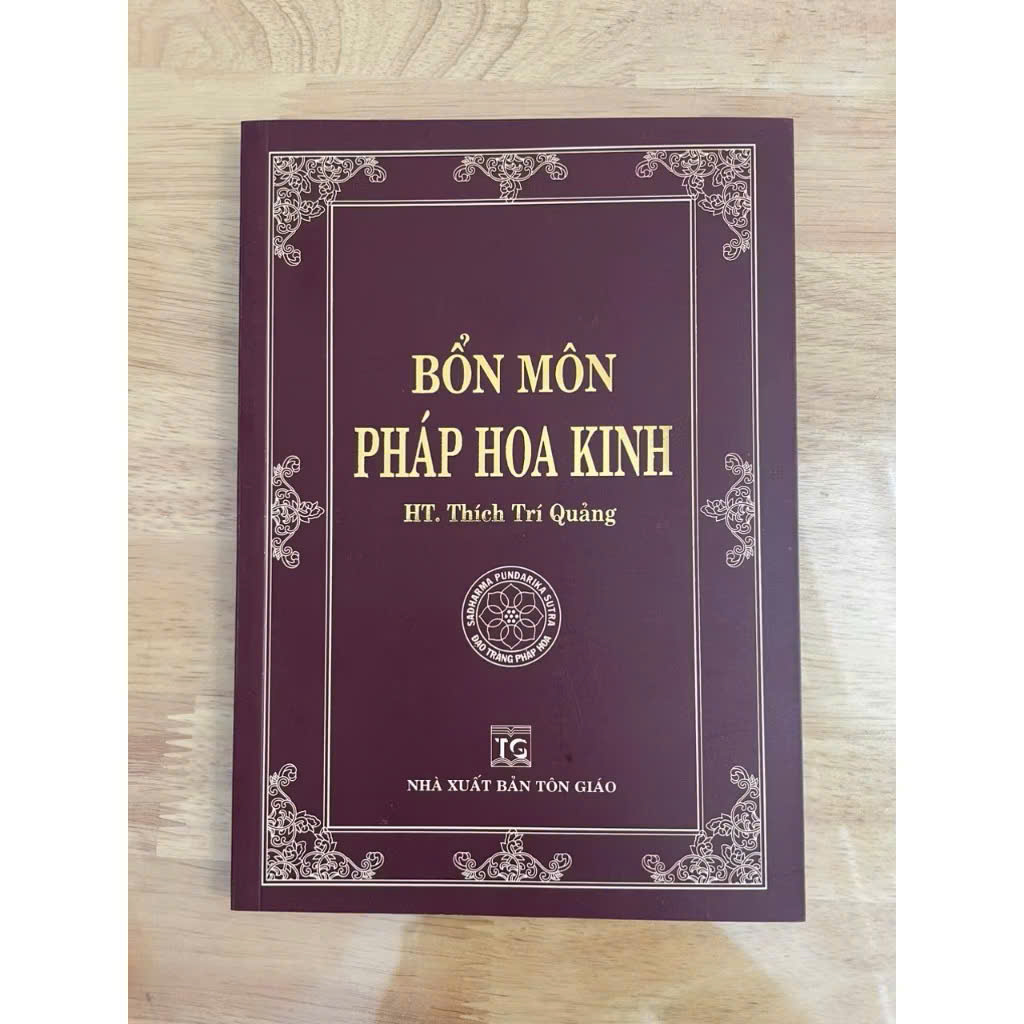 BỔN MÔN
PHÁP HOA KINH
HT. Thích Trí Quảng
SADHARMA PUNDARIKA SUTRA
ĐẠO TRÀNG PHÁP HOA
TG
NHÀ XUẤT BẢN TÔN GIÁO